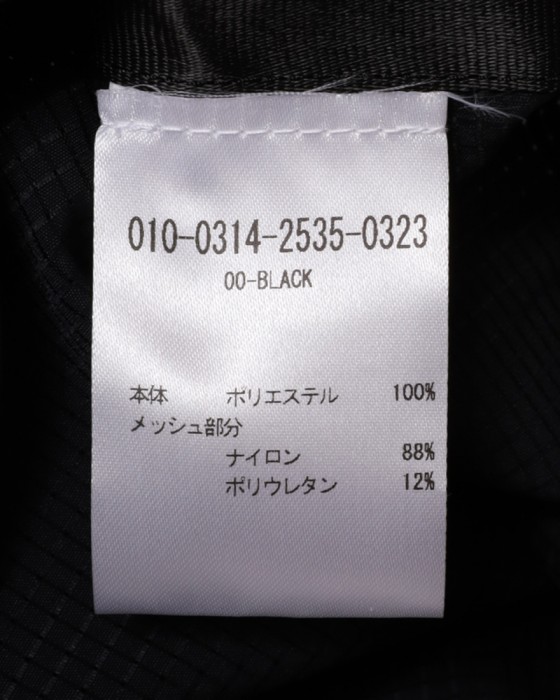 010-0314-2535-0323
00-BLACK
本体 ポリエステル 100%
メッシュ部分
ナイロン 88%
ポリウレタン 12%